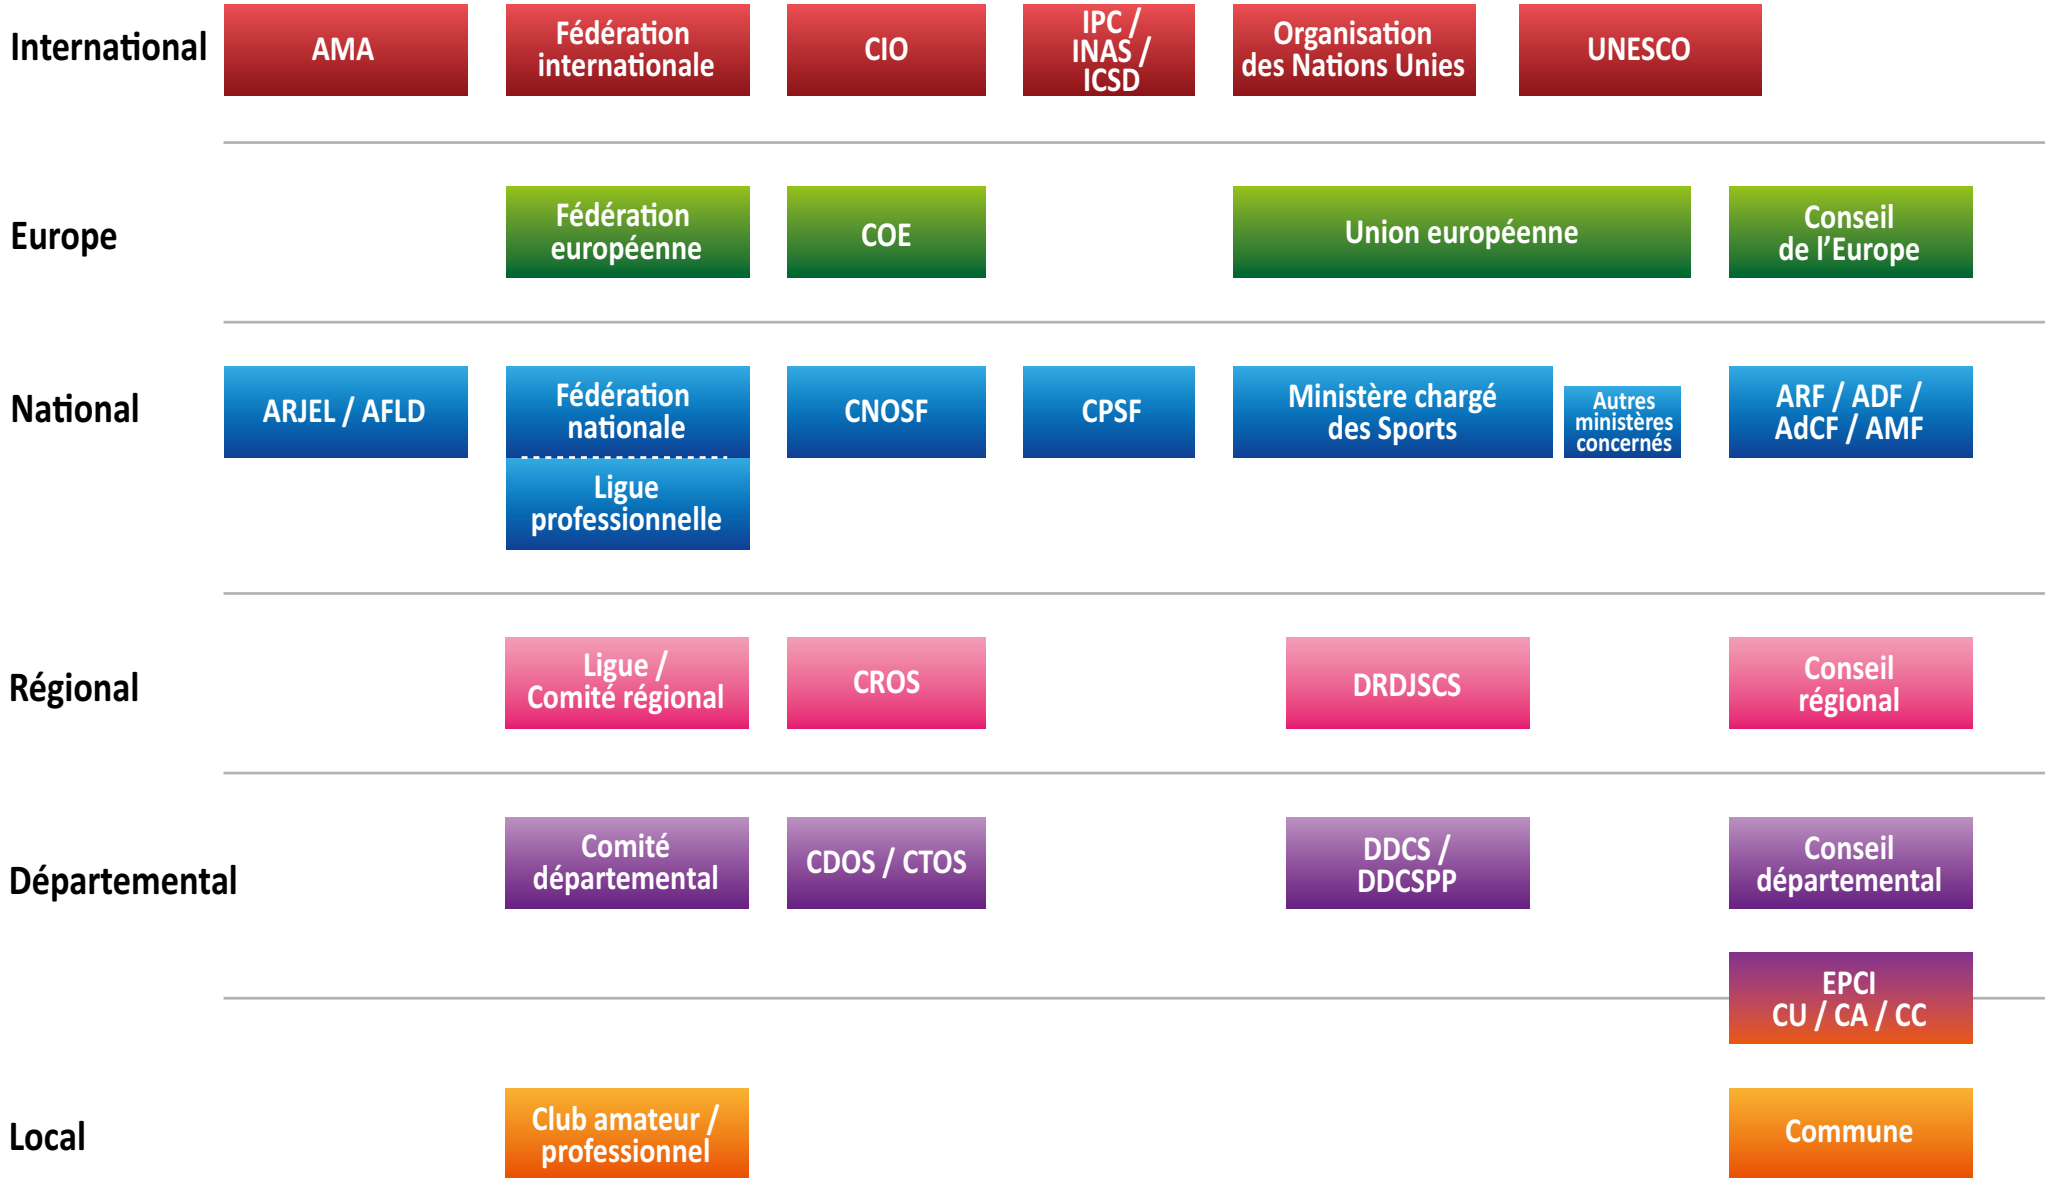 International
AMA
Fédération
internationale
CIO
IPC /
INAS /
ICSD
Organisation
des Nations Unies
UNESCO
Europe
Fédération
européenne
COE
Union européenne
Conseil
de l’Europe
National
ARJEL / AFLD
Fédération
nationale
Ligue
professionnelle
CNOSF
CPSF
Ministère chargé
des Sports
Autres
ministères
concernés
ARF / ADF /
AdCF / AMF
Régional
Ligue /
Comité régional
CROS
DRDJSCS
Conseil
régional
Départemental
Comité
départemental
CDOS / CTOS
DDCS /
DDCSPP
Conseil
départemental
EPCI
CU / CA / CC
Local
Club amateur /
professionnel
Commune